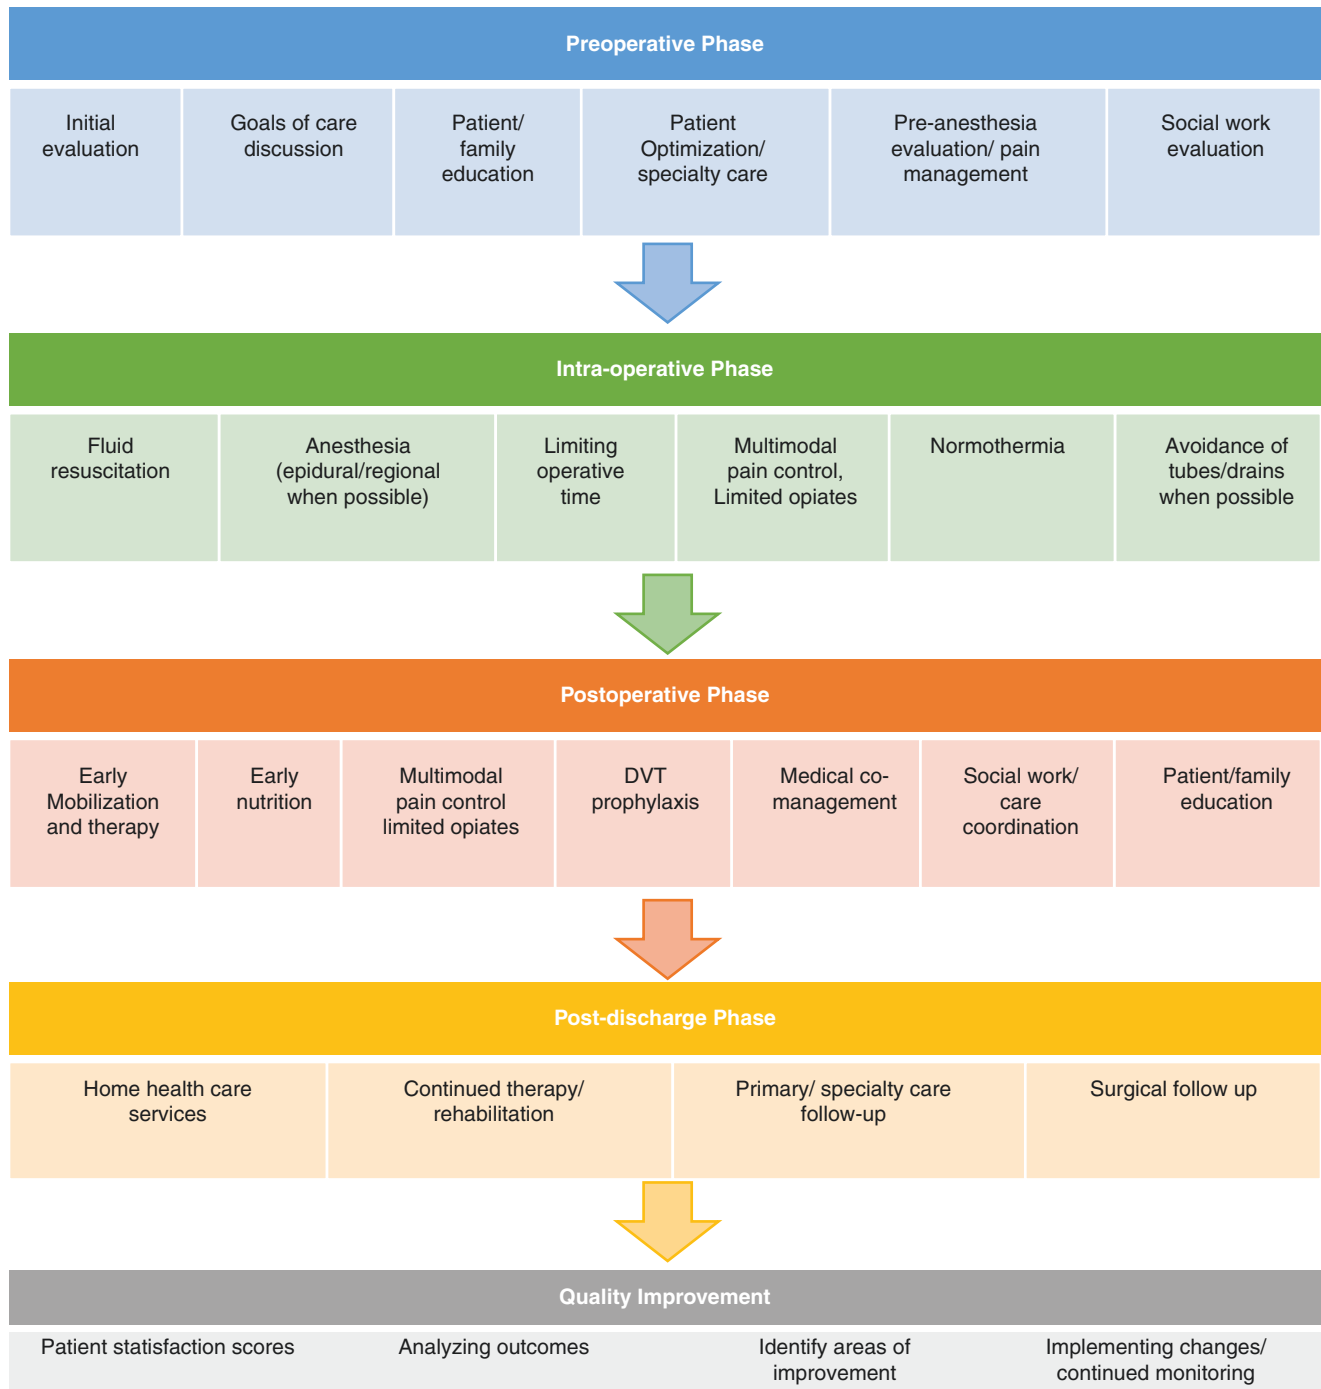 Preoperative Phase
Initial
evaluation
Goals of care
discussion
Patient/
family
education
Patient
Optimization/
specialty care
Pre-anesthesia
evaluation/ pain
management
Social work
evaluation
Intra-operative Phase
Fluid
resuscitation
Anesthesia
(epidural/regional
when possible)
Limiting
operative
time
Multimodal
pain control,
Limited opiates
Normothermia
Avoidance of
tubes/drains
when possible
Postoperative Phase
Early
Mobilization
and therapy
Early
nutrition
Multimodal
pain control
limited opiates
DVT
prophylaxis
Medical co-
management
Social work/
care
coordination
Patient/family
education
Post-discharge Phase
Home health care
services
Continued therapy/
rehabilitation
Primary/ specialty care
follow-up
Surgical follow up
Quality Improvement
Patient statisfaction scores
Analyzing outcomes
Identify areas of
improvement
Implementing changes/
continued monitoring